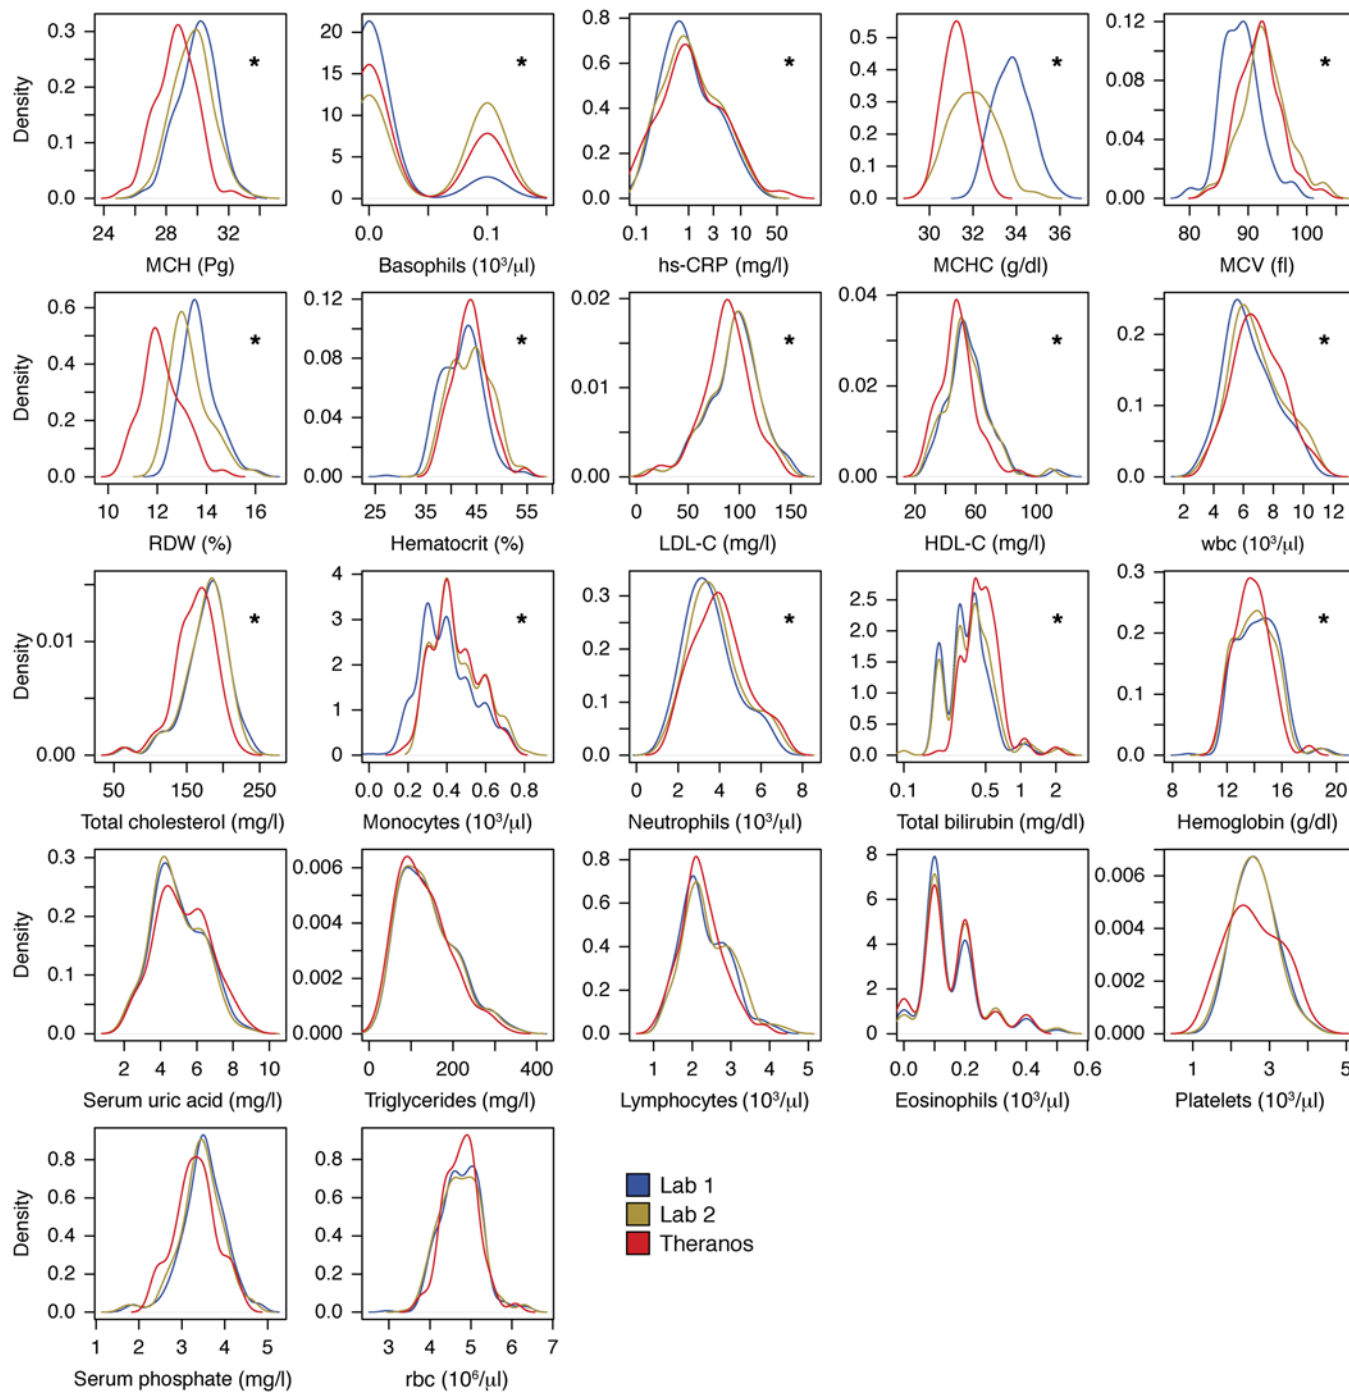 Density
0.3
0.2
0.1
0.0
24 28 32
MCH (Pg)
*
20
15
10
5
0
0.0 0.1
Basophils (10³/µl)
*
0.8
0.6
0.4
0.2
0.0
0.1 1 3 10 50
hs-CRP (mg/l)
*
0.5
0.4
0.3
0.2
0.1
0.0
30 32 34 36
MCHC (g/dl)
*
0.12
0.08
0.04
0.00
80 90 100
MCV (fl)
*
Density
0.6
0.4
0.2
0.0
10 12 14 16
RDW (%)
*
0.12
0.08
0.04
0.00
25 35 45 55
Hematocrit (%)
*
0.02
0.01
0.00
0 50 100 150
LDL-C (mg/l)
*
0.04
0.02
0.00
20 60 100
HDL-C (mg/l)
*
0.2
0.1
0.0
2 4 6 8 10 12
wbc (10³/µl)
*
Density
0.01
0.00
50 150 250
Total cholesterol (mg/l)
*
4
3
2
1
0
0.0 0.2 0.4 0.6 0.8
Monocytes (10³/µl)
*
0.3
0.2
0.1
0.0
0 2 4 6 8
Neutrophils (10³/µl)
*
2.5
2.0
1.5
1.0
0.5
0.0
0.1 0.5 1 2
Total bilirubin (mg/dl)
*
0.3
0.2
0.1
0.0
8 12 16 20
Hemoglobin (g/dl)
*
Density
0.3
0.2
0.1
0.0
2 4 6 8 10
Serum uric acid (mg/l)
0.006
0.004
0.002
0.000
0 200 400
Triglycerides (mg/l)
0.8
0.6
0.4
0.2
0.0
1 2 3 4 5
Lymphocytes (10³/µl)
8
6
4
2
0
0.0 0.2 0.4 0.6
Eosinophils (10³/µl)
0.006
0.004
0.002
0.000
1 3 5
Platelets (10³/µl)
Density
0.8
0.6
0.4
0.2
0.0
1 2 3 4 5
Serum phosphate (mg/l)
0.8
0.6
0.4
0.2
0.0
3 4 5 6 7
rbc (10⁶/µl)
Lab 1
Lab 2
Theranos